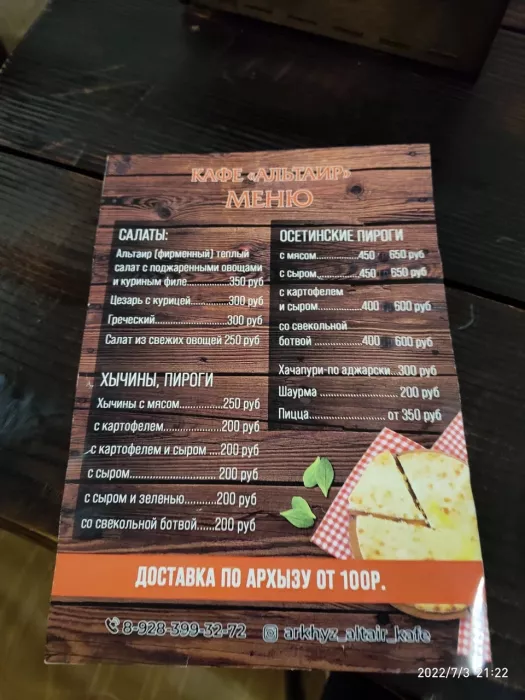 КАФЕ «АЛЬТАИР»
МЕНЮ
САЛАТЫ:
Альтаир (фирменный) теплый
салат с поджаренными овощами
и куриным филе..................350 руб
Цезарь с курицей..........300 руб
Греческий........................300 руб
Салат из свежих овощей 250 руб
ХЫЧИНЫ, ПИРОГИ
Хычины с мясом............250 руб
с картофелем................200 руб
с картофелем и сыром ....200 руб
с сыром...........................200 руб
с сыром и зеленью...........200 руб
со свекольной ботвой.....200 руб
ОСЕТИНСКИЕ ПИРОГИ
с мясом...............450 650 руб
с сыром...............450 650 руб
с картофелем
и сыром...............400 600 руб
со свекольной
ботвой.................400 600 руб
Хачапури-по аджарски...300 руб
Шаурма ......................200 руб
Пицца......................от 350 руб
ДОСТАВКА ПО АРХЫЗУ ОТ 100Р.
8-928-399-32-72 arkhyz_altair_kafe
2022/7/3 21:22